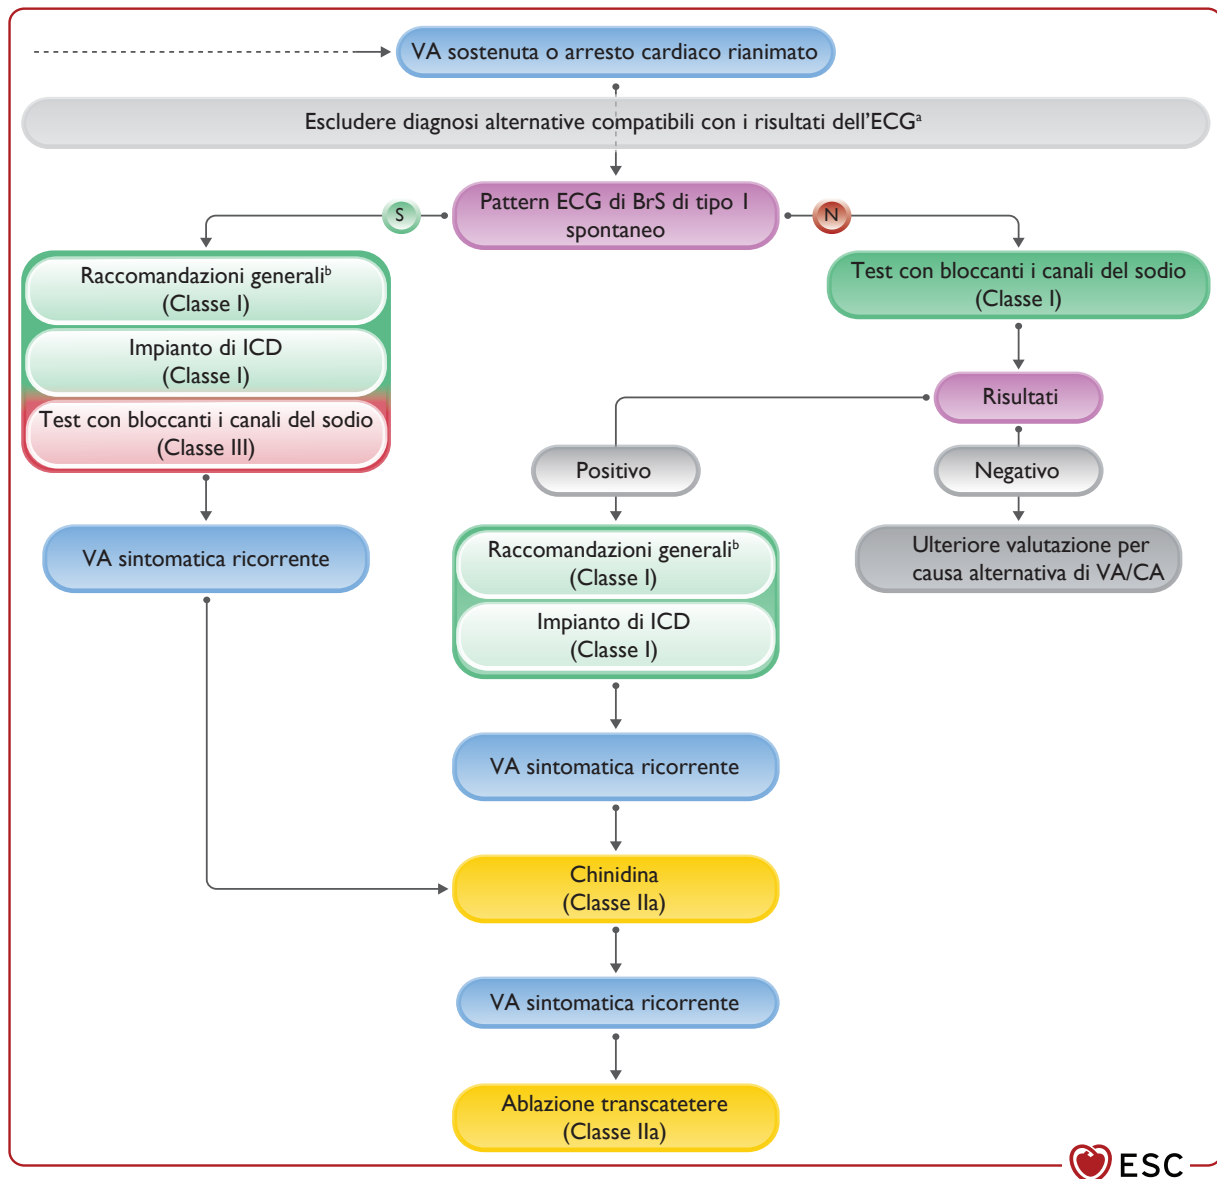 VA sostenuta o arresto cardiaco rianimato
Escludere diagnosi alternative compatibili con i risultati dell'ECGᵃ
Pattern ECG di BrS di tipo I
spontaneo
S
N
Raccomandazioni generaliᵇ
(Classe I)
Impianto di ICD
(Classe I)
Test con bloccanti i canali del sodio
(Classe III)
Test con bloccanti i canali del sodio
(Classe I)
Risultati
Positivo
Negativo
VA sintomatica ricorrente
Raccomandazioni generaliᵇ
(Classe I)
Impianto di ICD
(Classe I)
Ulteriore valutazione per
causa alternativa di VA/CA
VA sintomatica ricorrente
Chinidina
(Classe IIa)
VA sintomatica ricorrente
Ablazione transcatetere
(Classe IIa)
ESC